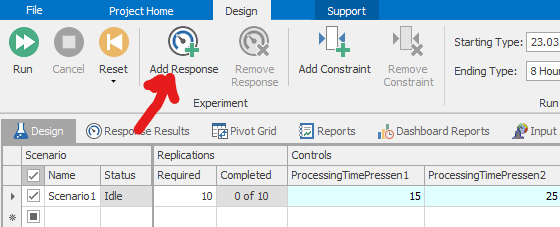 File Project Home Design Support
Run Cancel Reset Add Response Remove Response Add Constraint Remove Constraint
Starting Type: 23.03
Ending Type: 8 Hour
Experiment Run
Design Response Results Pivot Grid Reports Dashboard Reports Input
Scenario Replications Controls
Name Status Required Completed ProcessingTimePressen1 ProcessingTimePressen2
Scenario1 Idle 10 0 of 10 15 25